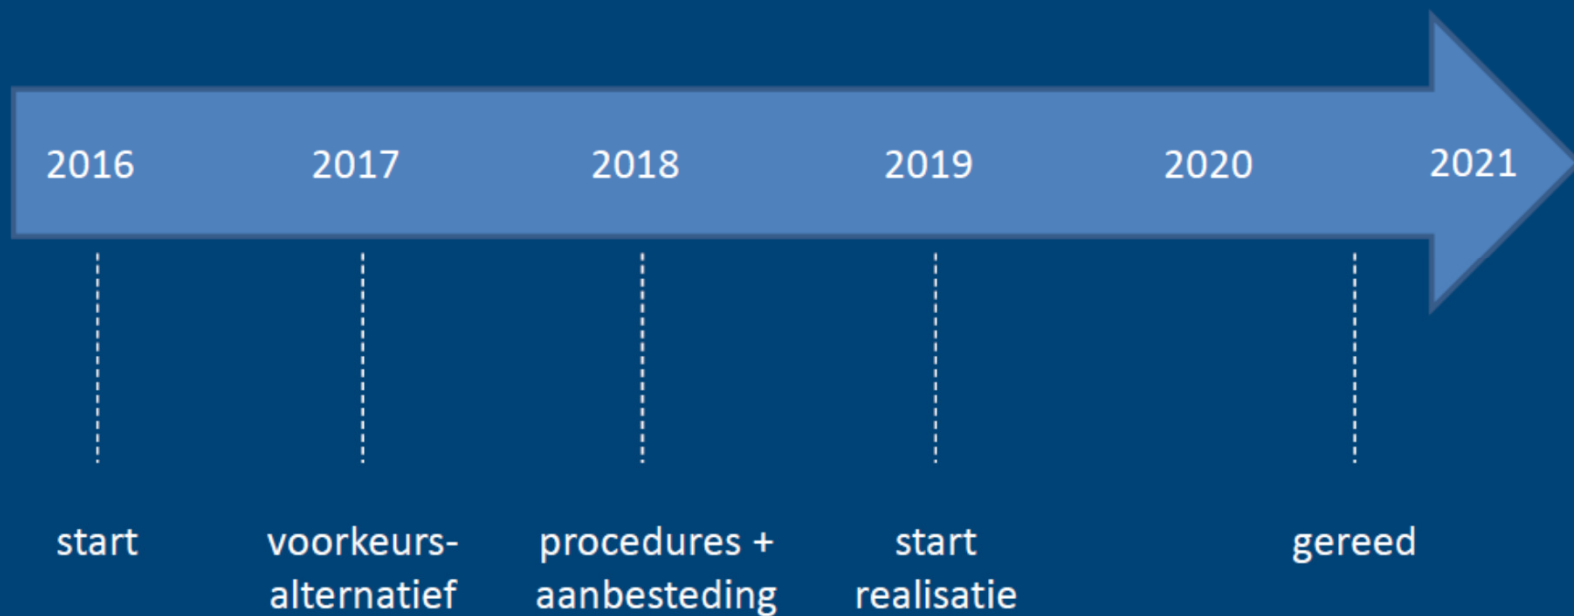 2016 2017 2018 2019 2020 2021
start voorkeurs- procedures + start gereed
alternatief aanbesteding realisatie